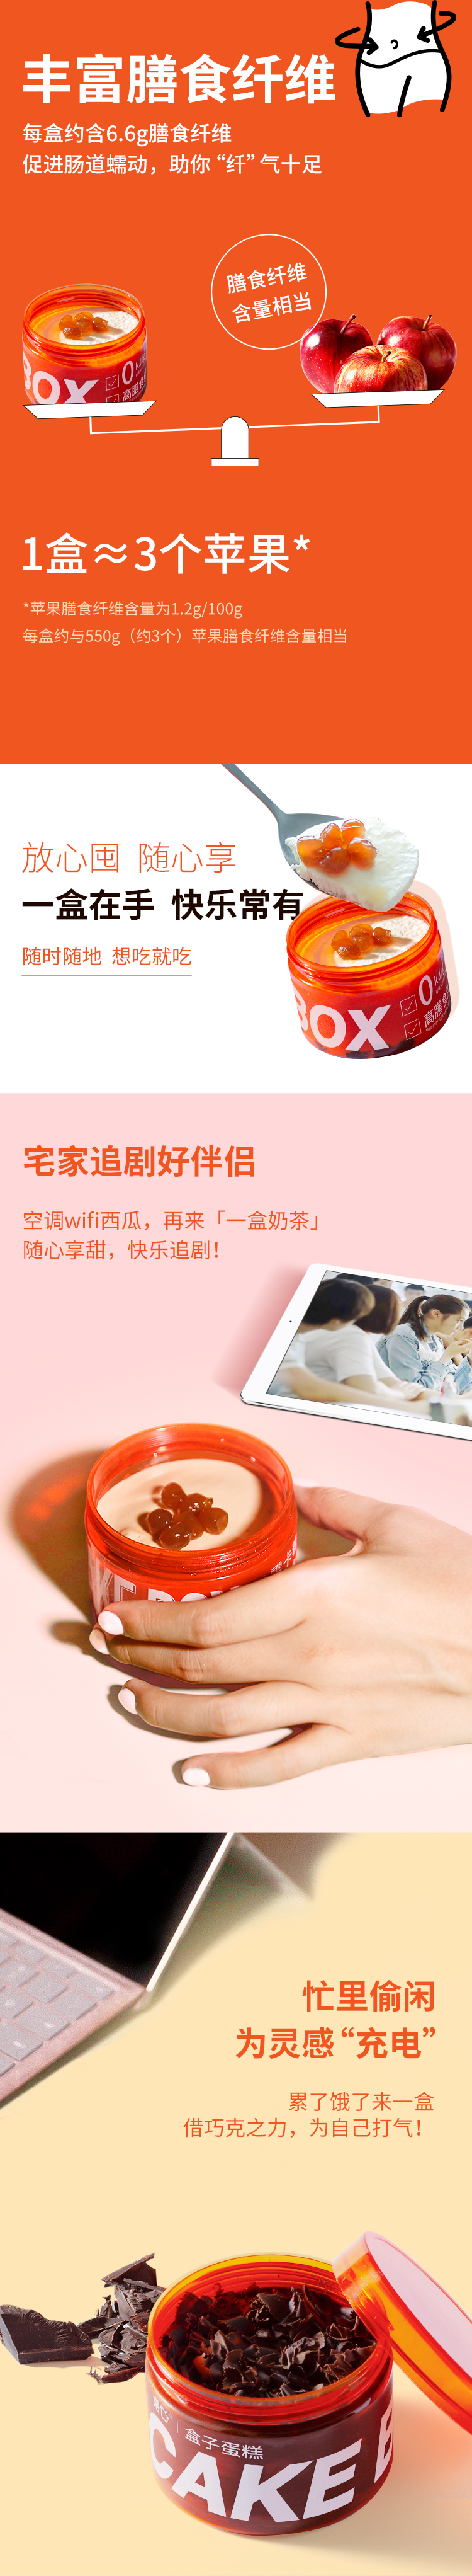 丰富膳食纤维
每盒约含6.6g膳食纤维
促进肠道蠕动，助你“纤”气十足
膳食纤维
含量相当
BOX
0
1盒≈3个苹果*
*苹果膳食纤维含量为1.2g/100g
每盒约与550g（约3个）苹果膳食纤维含量相当
放心囤 随心享
一盒在手 快乐常有
随时随地 想吃就吃
BOX
0
高膳食
宅家追剧好伴侣
空调wifi西瓜，再来「一盒奶茶」
随心享甜，快乐追剧！
忙里偷闲
为灵感“充电”
累了饿了来一盒
借巧克之力，为自己打气！
盒子蛋糕
CAKE B